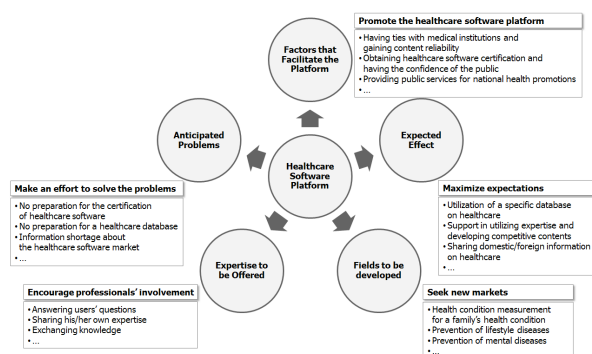 Promote the healthcare software platform
• Having ties with medical institutions and
gaining content reliability
• Obtaining healthcare software certification and
having the confidence of the public
• Providing public services for national health promotions
• ...
Factors that
Facilitate the
Platform
Anticipated
Problems
Expected
Effect
Healthcare
Software
Platform
Make an effort to solve the problems
• No preparation for the certification
of healthcare software
• No preparation for a healthcare database
• Information shortage about
the healthcare software market
• ...
Maximize expectations
• Utilization of a specific database
on healthcare
• Support in utilizing expertise and
developing competitive contents
• Sharing domestic/foreign information
on healthcare
• ...
Expertise to
be Offered
Fields to be
developed
Encourage professionals' involvement
• Answering users' questions
• Sharing his/her own expertise
• Exchanging knowledge
• ...
Seek new markets
• Health condition measurement
for a family's health condition
• Prevention of lifestyle diseases
• Prevention of mental diseases
• ...